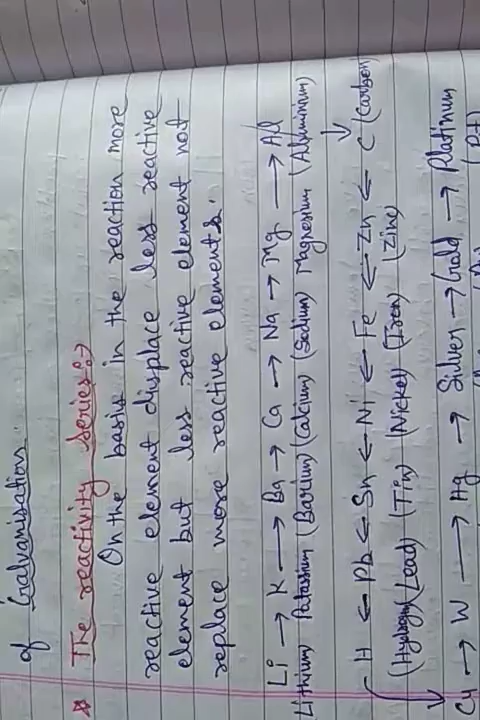 of Galvanisation.
* The reactivity series:→
On the basis in the reaction more
reactive element displace less reactive
element but less reactive element not
replace more reactive elements.
Li → K → Ba → Ca → Na → Mg → Al
Lithium Potassium (Barium) (Calcium) (Sodium) Magnesium (Aluminium)
↓
H ← Pb ← Sn ← Ni ← Fe ← Zn ← C (Carbon)
(Hydrogen) (Lead) (Tin) (Nickel) (Iron) (Zinc)
↓
Cu → W → Hg → Silver → Gold → Platinum
(Pt)